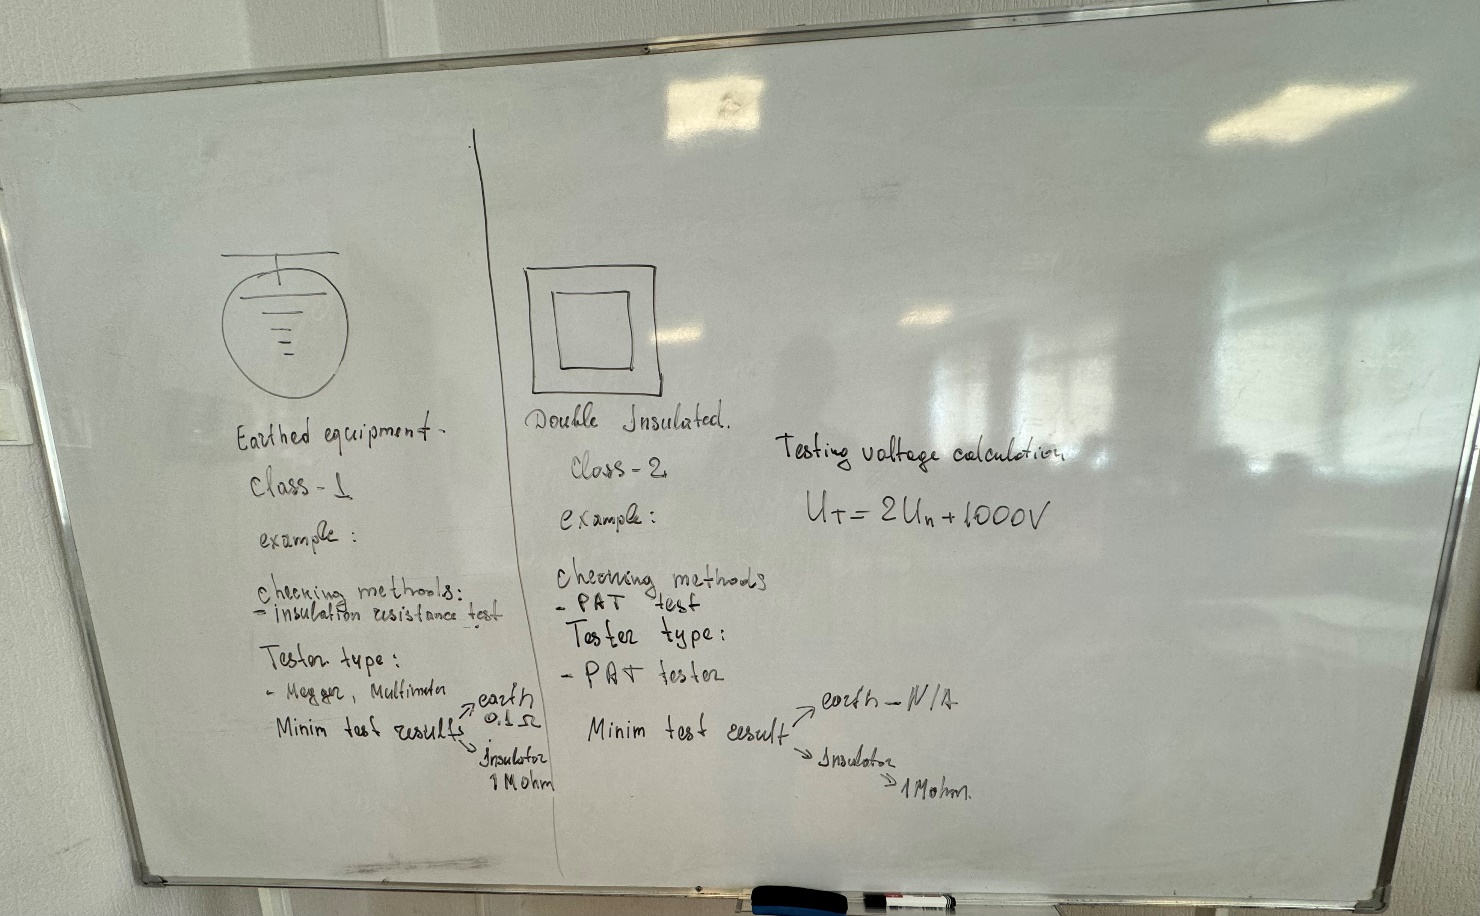 Earthed equipment.
Class - 1
example :
checking methods:
- insulation resistance test
Tester type :
- Megger, Multimeter
Minim test results
earth
0,1 Ω
Insulator
1 M ohm
Double Insulated.
Class - 2
example :
checking methods
- PAT test
Tester type :
- PAT tester
Minim test result
earth - N/A
Insulator
1 Mohm.
Testing voltage calculation
UT = 2Un + 1000V